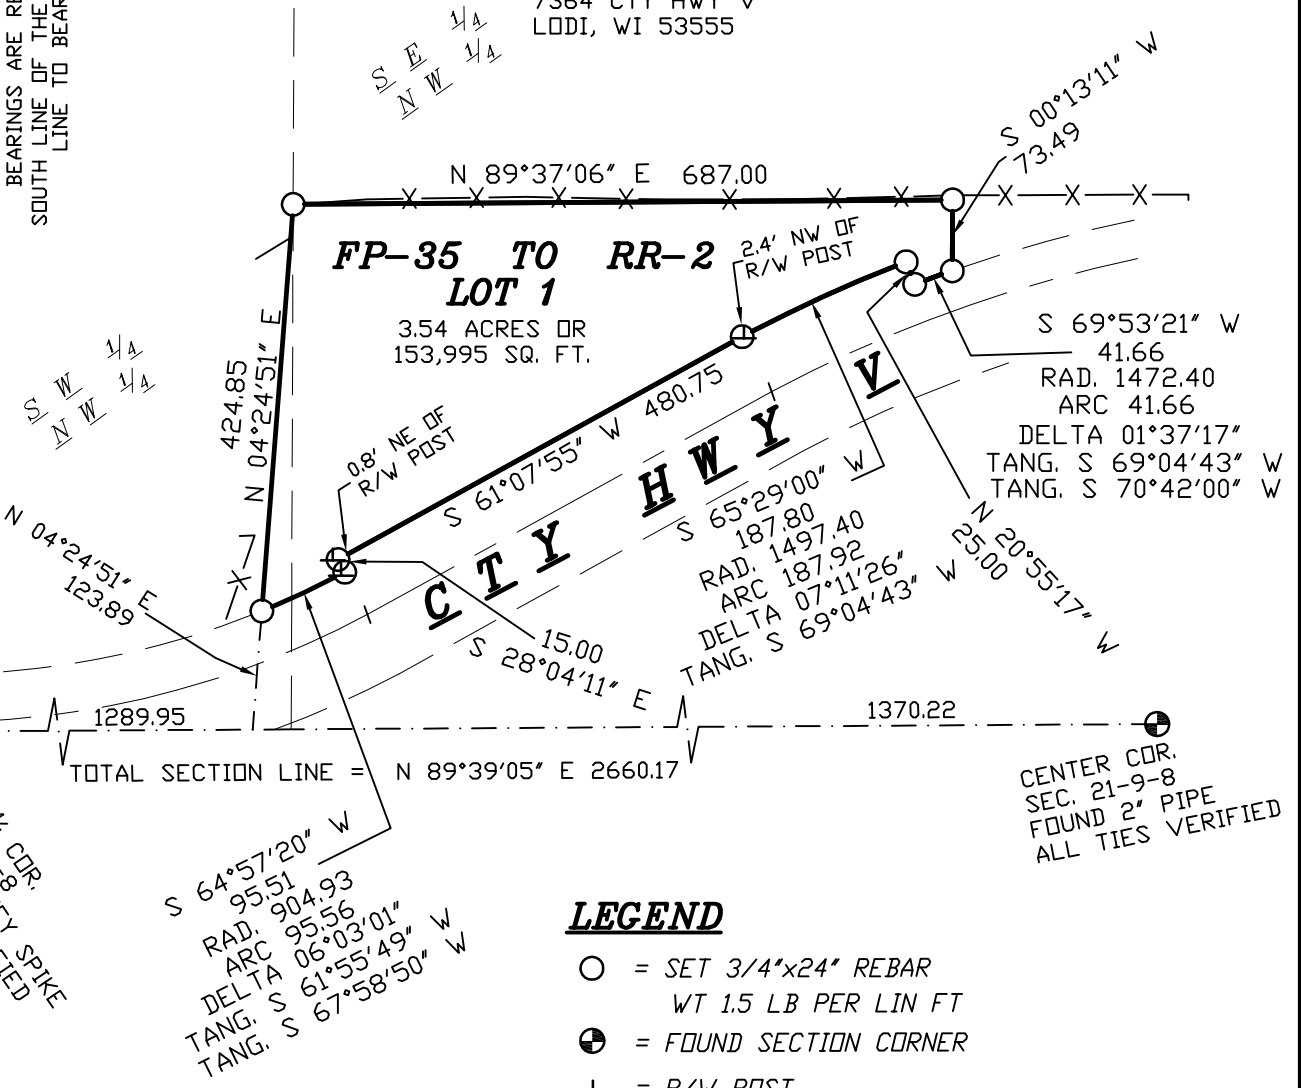 BEARINGS ARE RE
SOUTH LINE OF THE
LINE TO BEAR
7364 CTY HWY V
LODI, WI 53555
S E 1/4
N W 1/4
S 00°13'11" W
73.49
N 89°37'06" E 687.00
FP-35 TO RR-2
LOT 1
3.54 ACRES OR
153,995 SQ. FT.
2.4' NW OF
R/W POST
S W 1/4
N W 1/4
424.85
N 04°24'51" E
0.8' NE OF
R/W POST
S 61°07'55" W 480.75
CTY HWY V
S 69°53'21" W
41.66
RAD. 1472.40
ARC 41.66
DELTA 01°37'17"
TANG. S 69°04'43" W
TANG. S 70°42'00" W
S 65°29'00" W
187.80
RAD. 1497.40
ARC 187.92
DELTA 07°11'26"
TANG. S 69°04'43" W
N 20°55'17" W
25.00
N 04°24'51" E
123.89
15.00
S 28°04'11" E
1289.95
1370.22
TOTAL SECTION LINE = N 89°39'05" E 2660.17
CENTER COR.
SEC. 21-9-8
FOUND 2" PIPE
ALL TIES VERIFIED
S 64°57'20" W
95.51
RAD. 904.93
ARC 95.56
DELTA 06°03'01"
TANG. S 61°55'49" W
TANG. S 67°58'50" W
COR.
-8
TY SPIKE
LEGEND
= SET 3/4"x24" REBAR
WT 1.5 LB PER LIN FT
= FOUND SECTION CORNER
= R/W POST